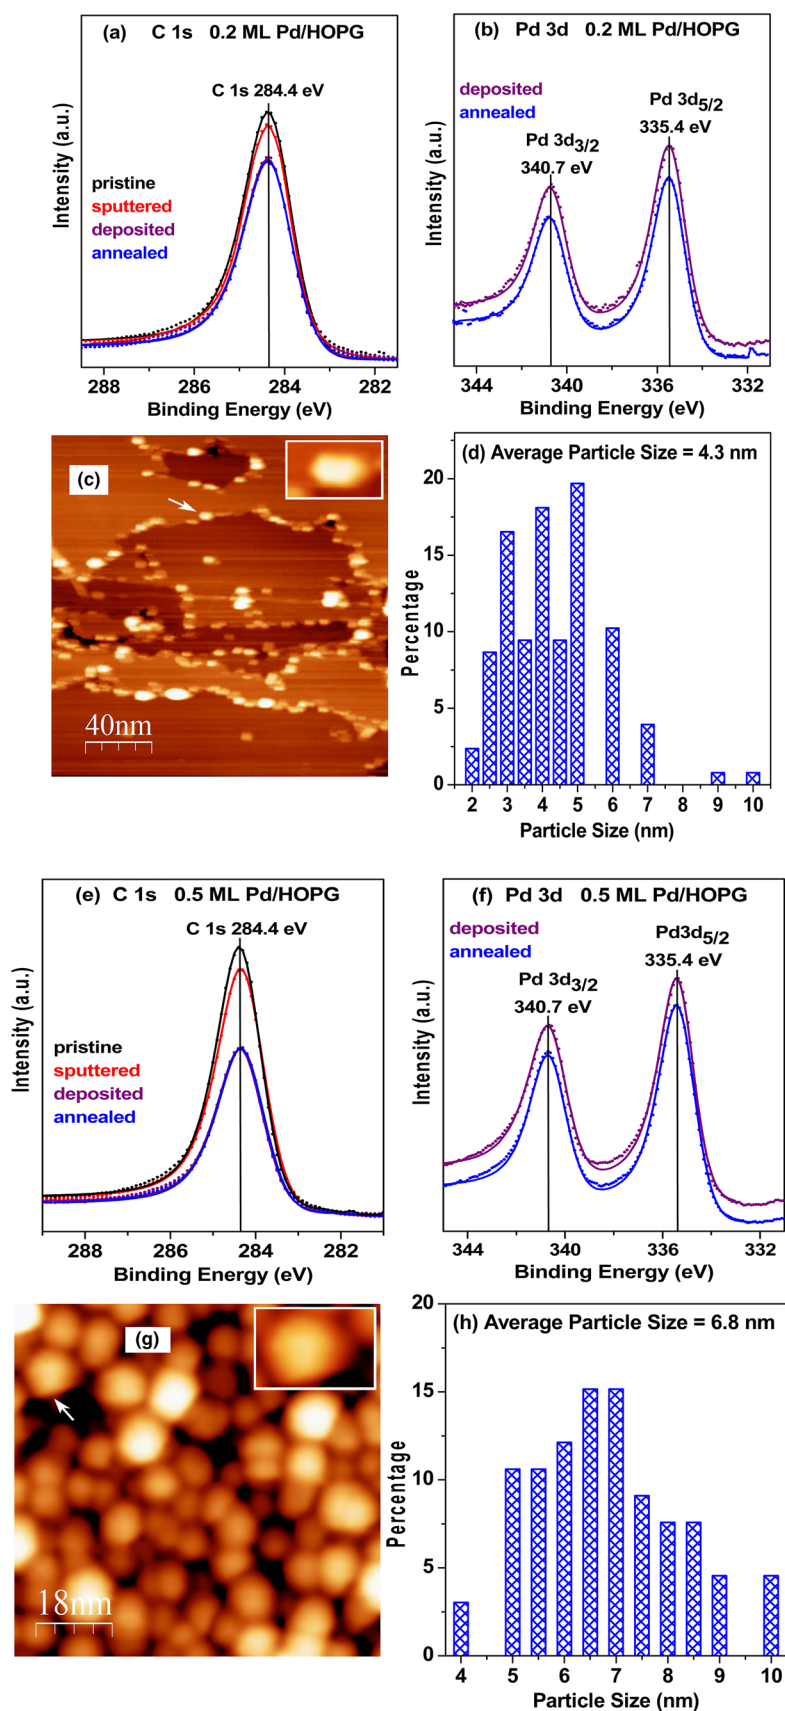 (a) C 1s 0.2 ML Pd/HOPG
C 1s 284.4 eV
pristine
sputtered
deposited
annealed
Intensity (a.u.)
288 286 284 282
Binding Energy (eV)
(b) Pd 3d 0.2 ML Pd/HOPG
deposited
annealed
Pd 3d5/2
335.4 eV
Pd 3d3/2
340.7 eV
Intensity (a.u.)
344 340 336 332
Binding Energy (eV)
(c)
40nm
(d) Average Particle Size = 4.3 nm
20
15
10
5
0
Percentage
2 3 4 5 6 7 8 9 10
Particle Size (nm)
(e) C 1s 0.5 ML Pd/HOPG
C 1s 284.4 eV
pristine
sputtered
deposited
annealed
Intensity (a.u.)
288 286 284 282
Binding Energy (eV)
(f) Pd 3d 0.5 ML Pd/HOPG
deposited
annealed
Pd3d5/2
335.4 eV
Pd 3d3/2
340.7 eV
Intensity (a.u.)
344 340 336 332
Binding Energy (eV)
(g)
18nm
(h) Average Particle Size = 6.8 nm
20
15
10
5
0
Percentage
4 5 6 7 8 9 10
Particle Size (nm)